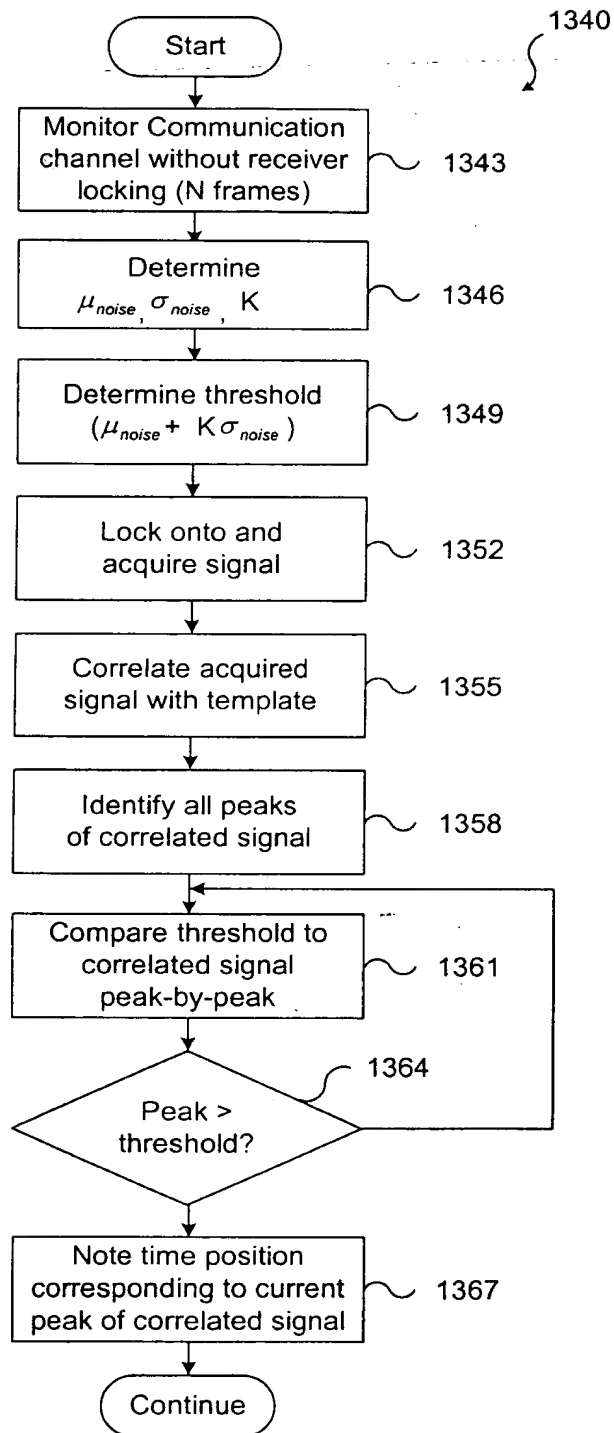 1340
Start
Monitor Communication
channel without receiver
locking (N frames)
1343
Determine
μnoise, σnoise, K
1346
Determine threshold
(μnoise + Kσnoise)
1349
Lock onto and
acquire signal
1352
Correlate acquired
signal with template
1355
Identify all peaks
of correlated signal
1358
Compare threshold to
correlated signal
peak-by-peak
1361
1364
Peak >
threshold?
Note time position
corresponding to current
peak of correlated signal
1367
Continue